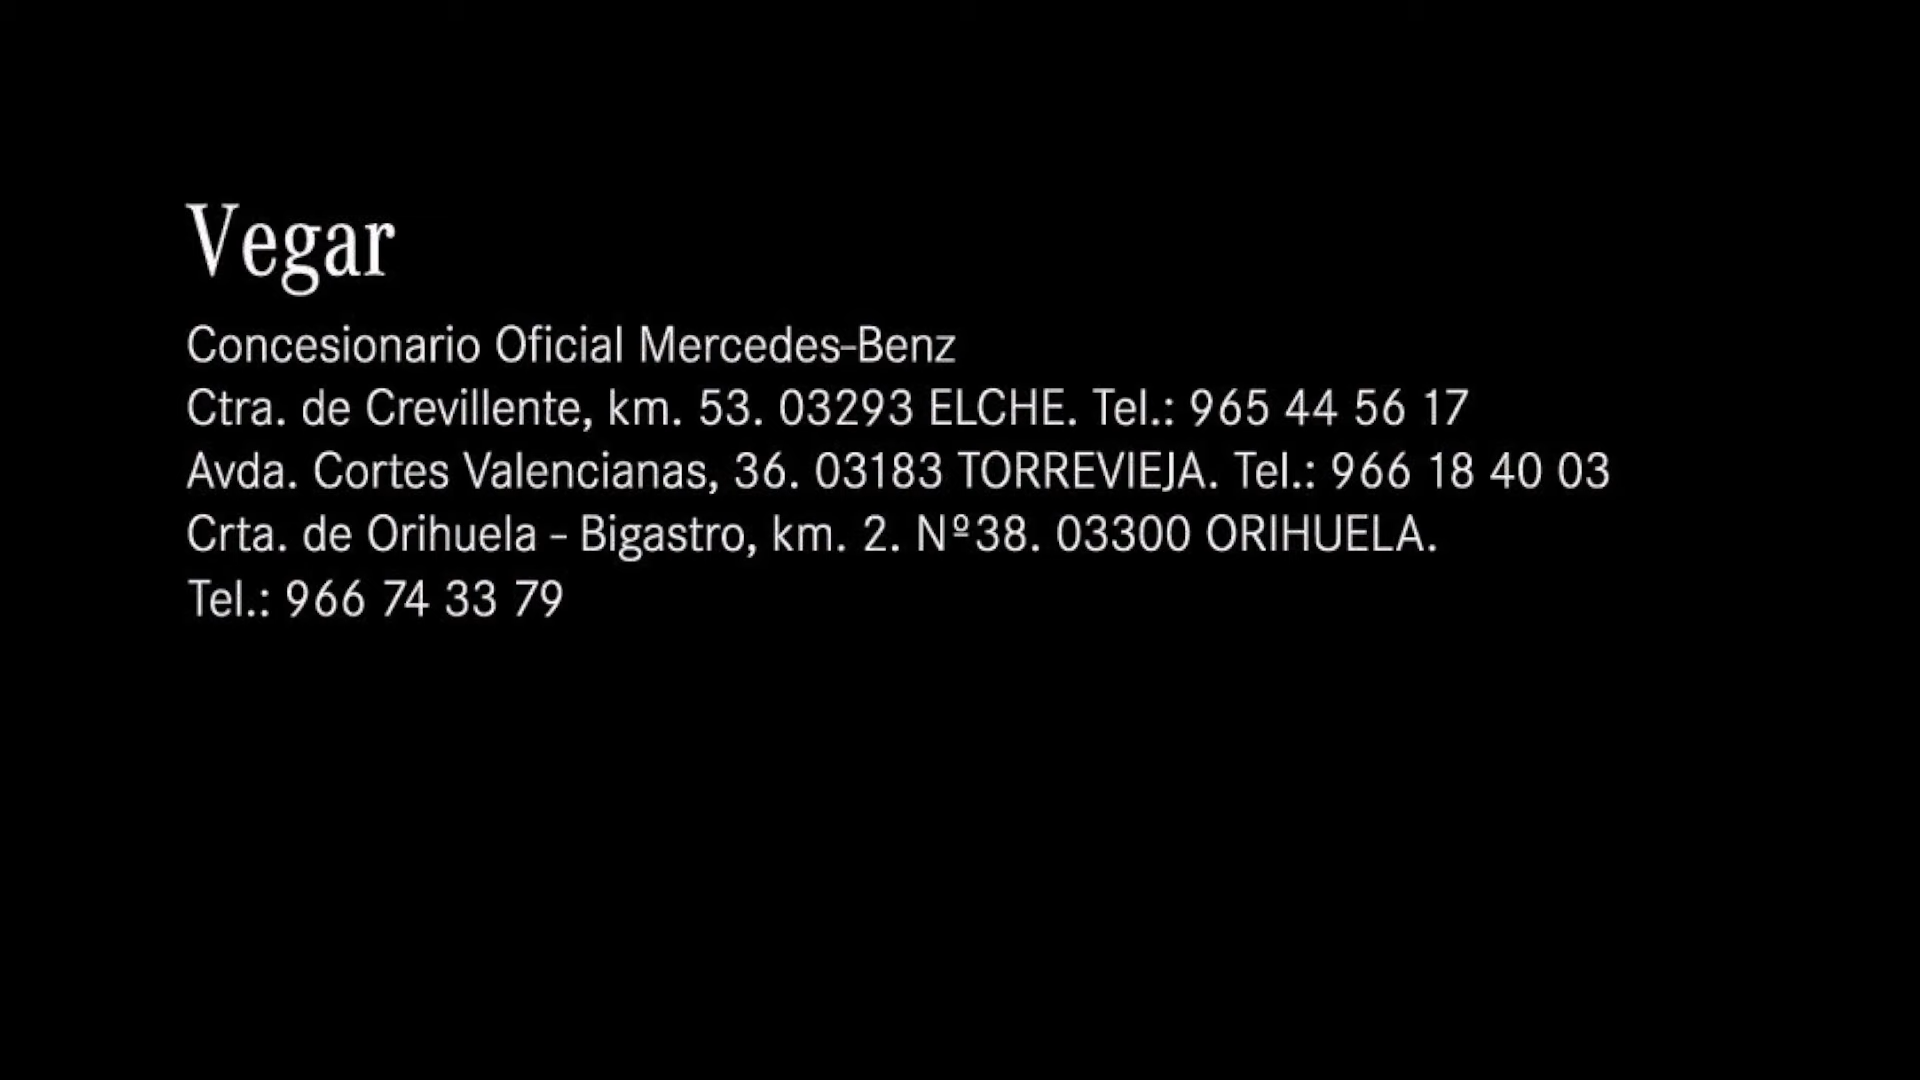 Vegar
Concesionario Oficial Mercedes-Benz
Ctra. de Crevillente, km. 53. 03293 ELCHE. Tel.: 965 44 56 17
Avda. Cortes Valencianas, 36. 03183 TORREVIEJA. Tel.: 966 18 40 03
Crta. de Orihuela - Bigastro, km. 2. Nº38. 03300 ORIHUELA.
Tel.: 966 74 33 79